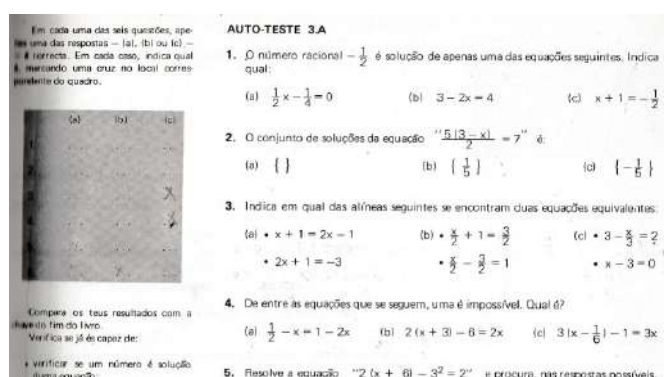 Em cada uma das seis questões, ape-
uma das respostas — (a), (b) ou (c) —
é correcta. Em cada caso, indica qual
é, marcando uma cruz no local corres-
pondente do quadro.
(a) (b) (c)
X
X
X
Compara os teus resultados com a
chave do fim do livro.
Verifica se já és capaz de:
verificar se um número é solução
duma equação;
AUTO-TESTE 3.A
1. O número racional − 1/2 é solução de apenas uma das equações seguintes. Indica
qual:
(a) 1/2 x − 1/4 = 0 (b) 3 − 2x = 4 (c) x + 1 = − 1/2
2. O conjunto de soluções da equação "5 (3 − x)/2 = 7" é:
(a) { } (b) { 1/5 } (c) { − 1/5 }
3. Indica em qual das alíneas seguintes se encontram duas equações equivalentes:
(a) • x + 1 = 2x − 1 (b) • x/2 + 1 = 3/2 (c) • 3 − x/3 = 2
• 2x + 1 = −3 • x/2 − 3/2 = 1 • x − 3 = 0
4. De entre as equações que se seguem, uma é impossível. Qual é?
(a) 1/2 − x = 1 − 2x (b) 2 (x + 3) − 6 = 2x (c) 3 (x − 1/6) − 1 = 3x
5. Resolve a equação "2 (x + 6) − 3² = 2" e procura, nas respostas possíveis,